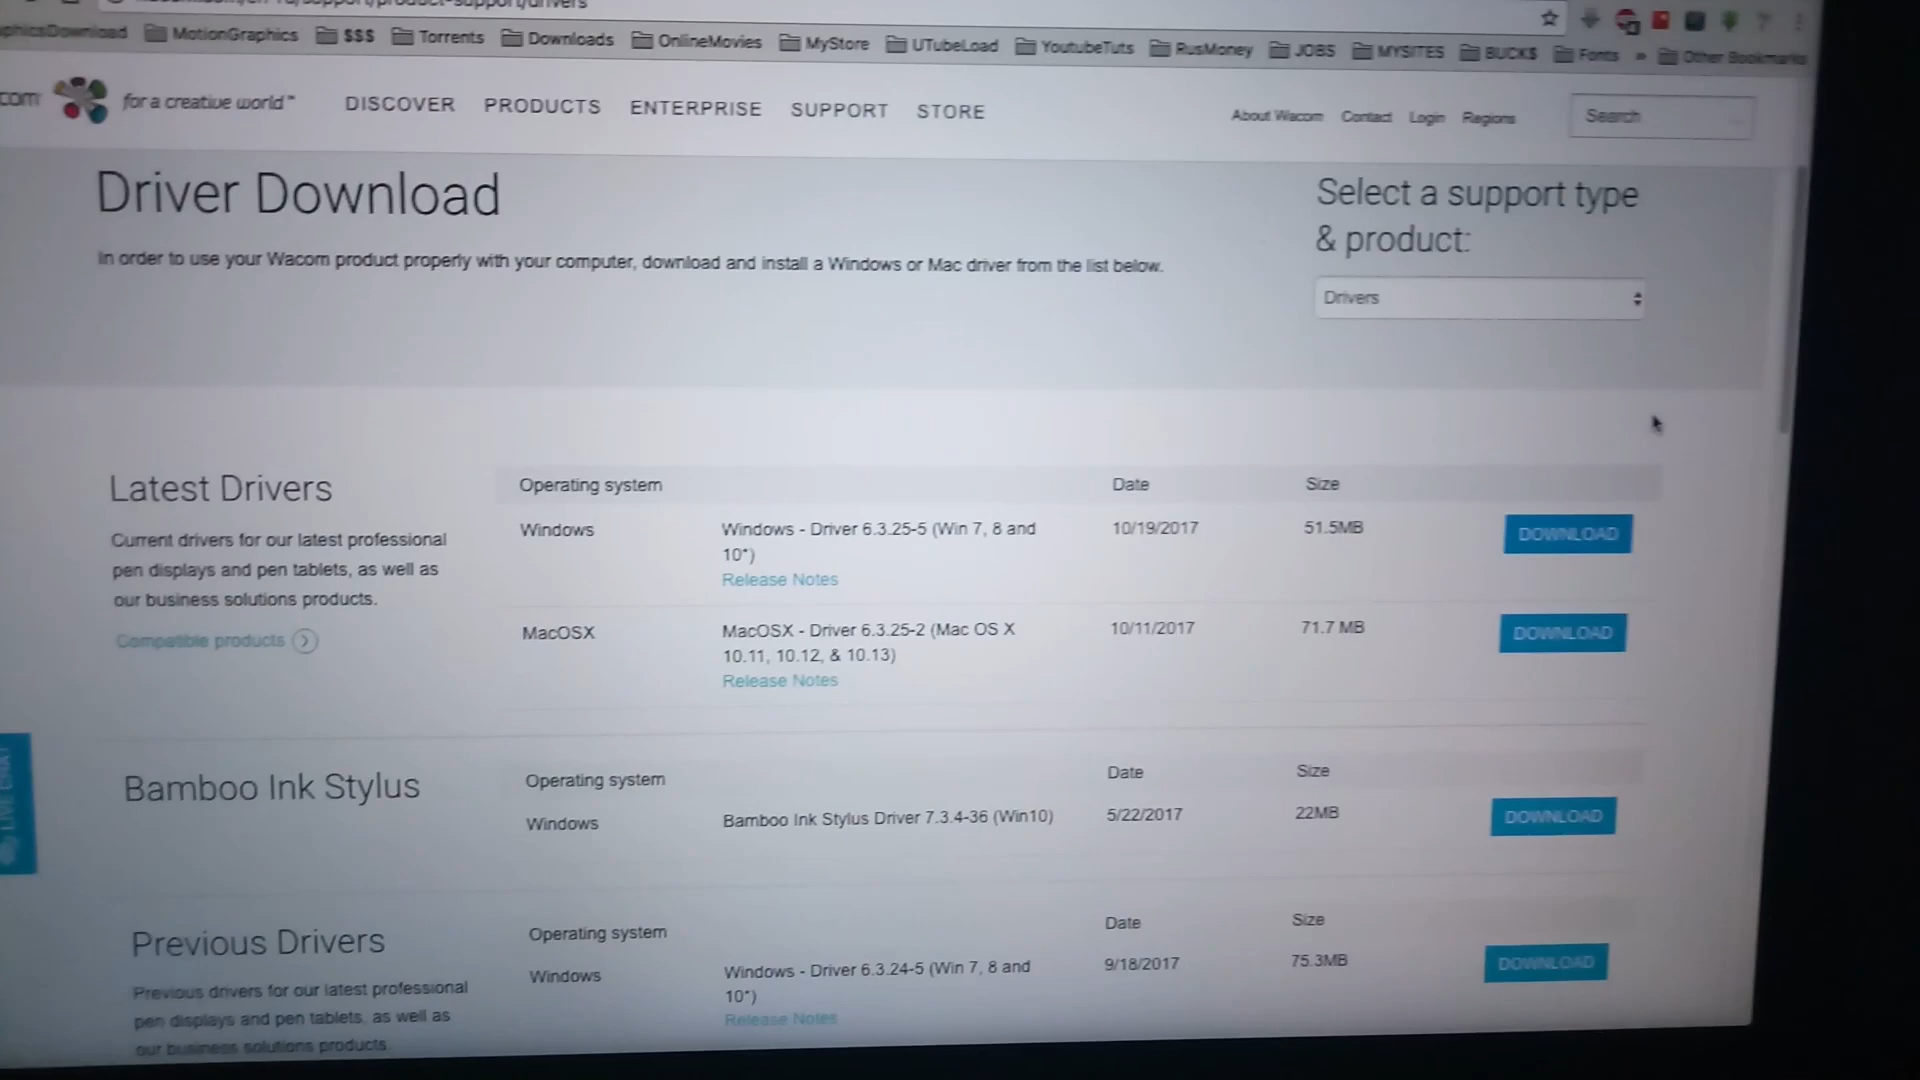 MotionGraphics $$$ Torrents Downloads OnlineMovies MyStore UTubeLoad YoutubeTuts RusMoney JOBS MYSITES BUCKS Fonts » Other Bookmarks
com for a creative world™ DISCOVER PRODUCTS ENTERPRISE SUPPORT STORE About Wacom Contact Login Regions Search
Driver Download
In order to use your Wacom product properly with your computer, download and install a Windows or Mac driver from the list below.
Select a support type
& product:
Drivers
Latest Drivers
Current drivers for our latest professional
pen displays and pen tablets, as well as
our business solutions products.
Compatible products
Operating system Date Size
Windows Windows - Driver 6.3.25-5 (Win 7, 8 and 10/19/2017 51.5MB DOWNLOAD
10*)
Release Notes
MacOSX MacOSX - Driver 6.3.25-2 (Mac OS X 10/11/2017 71.7 MB DOWNLOAD
10.11, 10.12, & 10.13)
Release Notes
LIVE CHAT
Bamboo Ink Stylus
Operating system Date Size
Windows Bamboo Ink Stylus Driver 7.3.4-36 (Win10) 5/22/2017 22MB DOWNLOAD
Previous Drivers
Previous drivers for our latest professional
pen displays and pen tablets, as well as
our business solutions products.
Operating system Date Size
Windows Windows - Driver 6.3.24-5 (Win 7, 8 and 9/18/2017 75.3MB DOWNLOAD
10*)
Release Notes